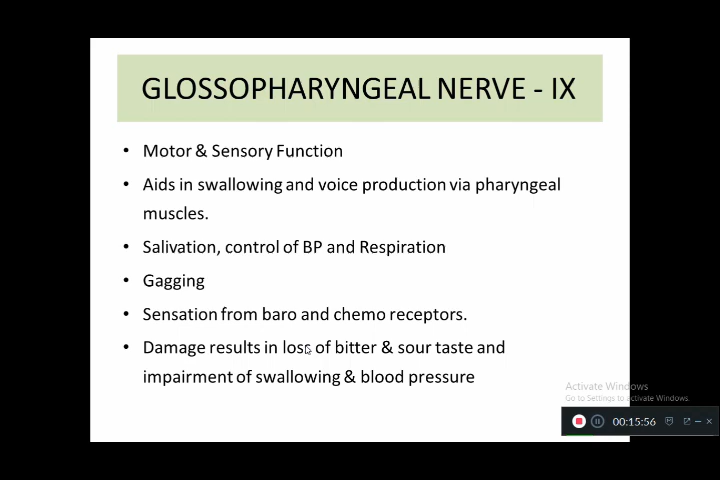 GLOSSOPHARYNGEAL NERVE - IX
• Motor & Sensory Function
• Aids in swallowing and voice production via pharyngeal
muscles.
• Salivation, control of BP and Respiration
• Gagging
• Sensation from baro and chemo receptors.
• Damage results in loss of bitter & sour taste and
impairment of swallowing & blood pressure
Activate Windows
Go to Settings to activate Windows.
00:15:56